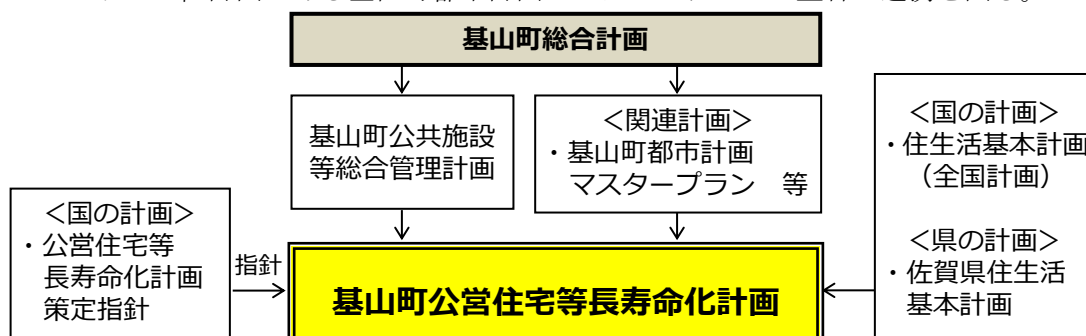 基山町総合計画
基山町公共施設
等総合管理計画
＜関連計画＞
・基山町都市計画
マスタープラン　等
＜国の計画＞
・住生活基本計画
（全国計画）
＜県の計画＞
・佐賀県住生活
基本計画
＜国の計画＞
・公営住宅等
長寿命化計画
策定指針
指針
基山町公営住宅等長寿命化計画